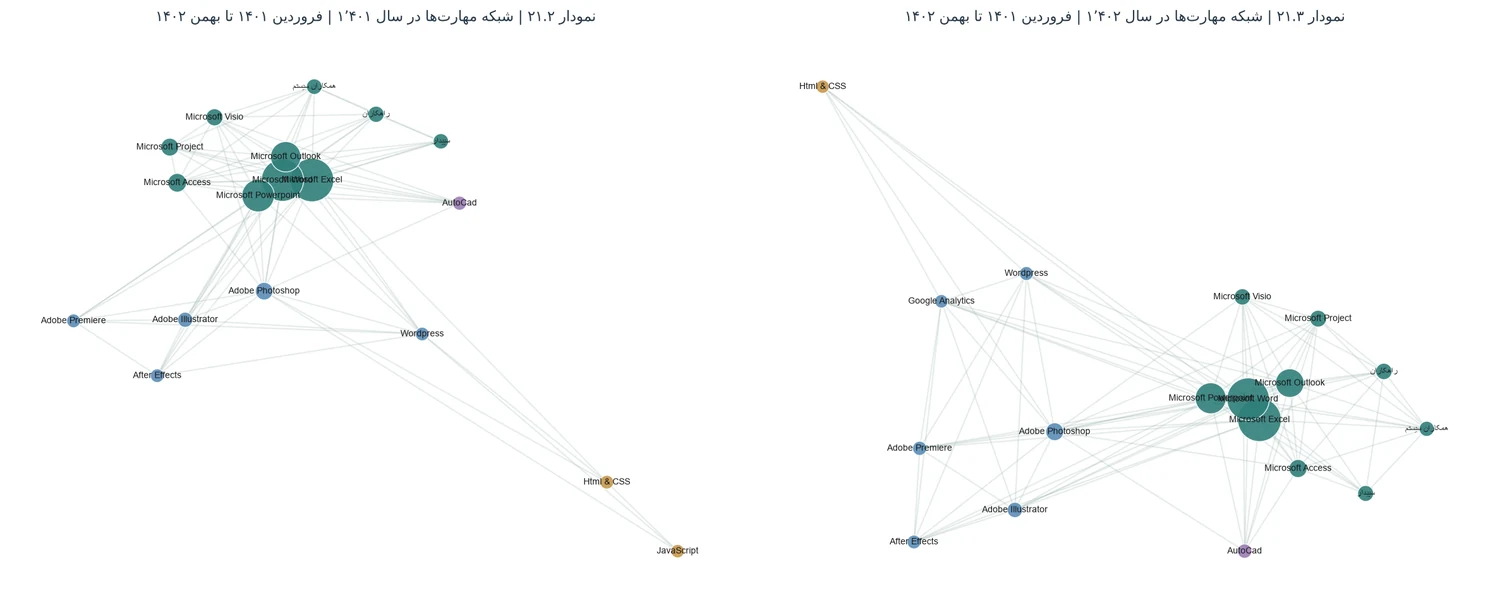 نمودار ۲۱.۲ | شبکه مهارت‌ها در سال ۱٬۴۰۱ | فروردین ۱۴۰۱ تا بهمن ۱۴۰۲
همکاران سیستم
Microsoft Visio
راهکاران
سپیدار
Microsoft Project
Microsoft Outlook
Microsoft Word
Microsoft Excel
Microsoft Access
Microsoft Powerpoint
AutoCad
Adobe Photoshop
Adobe Premiere
Adobe Illustrator
Wordpress
After Effects
Html & CSS
JavaScript
نمودار ۲۱.۳ | شبکه مهارت‌ها در سال ۱٬۴۰۲ | فروردین ۱۴۰۱ تا بهمن ۱۴۰۲
Html & CSS
Wordpress
Google Analytics
Microsoft Visio
Microsoft Project
راهکاران
Microsoft Outlook
Microsoft Powerpoint
Microsoft Word
Microsoft Excel
همکاران سیستم
Adobe Photoshop
Adobe Premiere
Microsoft Access
سپیدار
Adobe Illustrator
After Effects
AutoCad